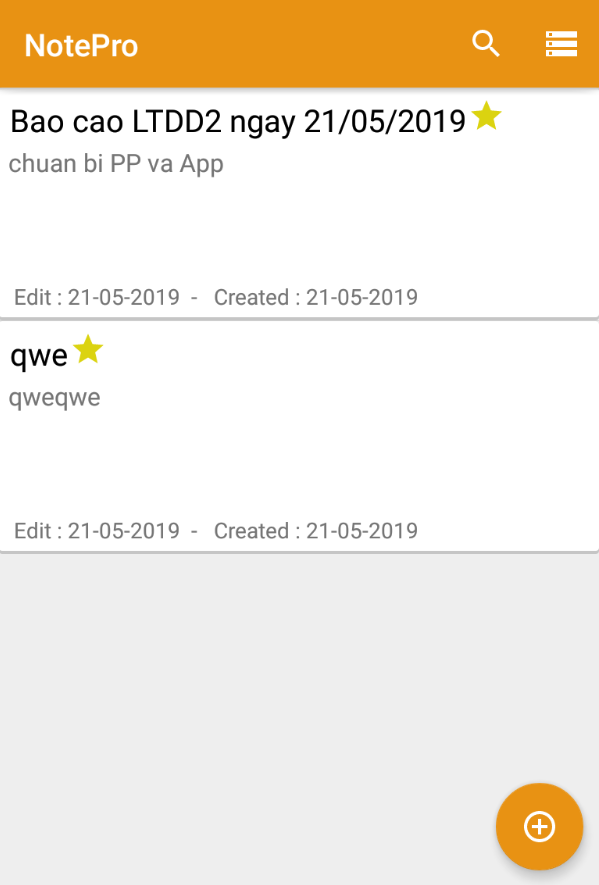 NotePro
Bao cao LTDD2 ngay 21/05/2019
chuan bi PP va App
Edit : 21-05-2019 - Created : 21-05-2019
qwe
qweqwe
Edit : 21-05-2019 - Created : 21-05-2019